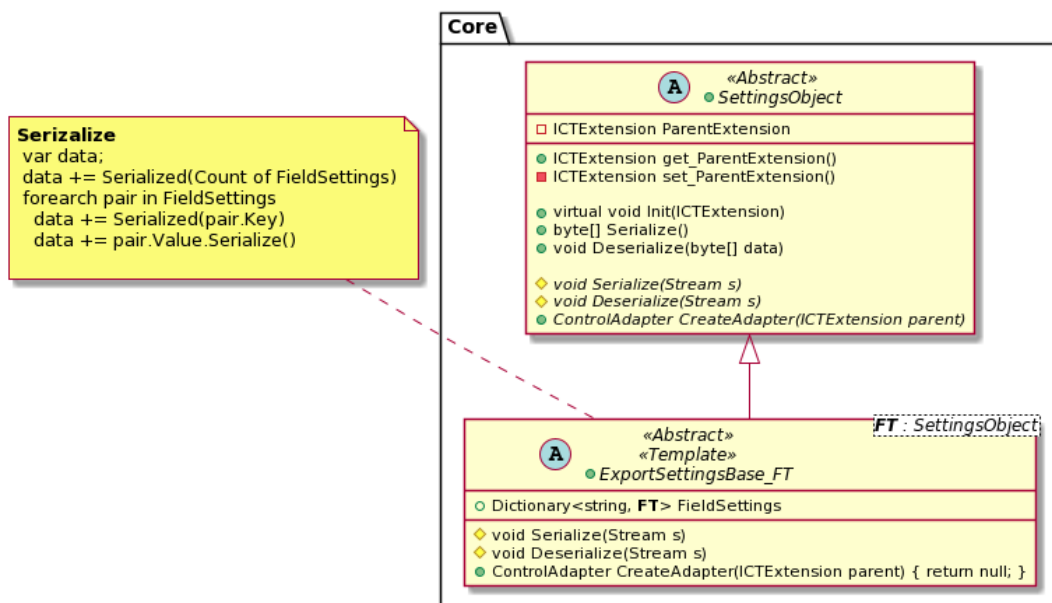 Core
A
«Abstract»
SettingsObject
ICTExtension ParentExtension
ICTExtension get_ParentExtension()
ICTExtension set_ParentExtension()
virtual void Init(ICTExtension)
byte[] Serialize()
void Deserialize(byte[] data)
void Serialize(Stream s)
void Deserialize(Stream s)
ControlAdapter CreateAdapter(ICTExtension parent)
Serizalize
var data;
data += Serialized(Count of FieldSettings)
forearch pair in FieldSettings
data += Serialized(pair.Key)
data += pair.Value.Serialize()
FT : SettingsObject
A
«Abstract»
«Template»
ExportSettingsBase_FT
Dictionary<string, FT> FieldSettings
void Serialize(Stream s)
void Deserialize(Stream s)
ControlAdapter CreateAdapter(ICTExtension parent) { return null; }